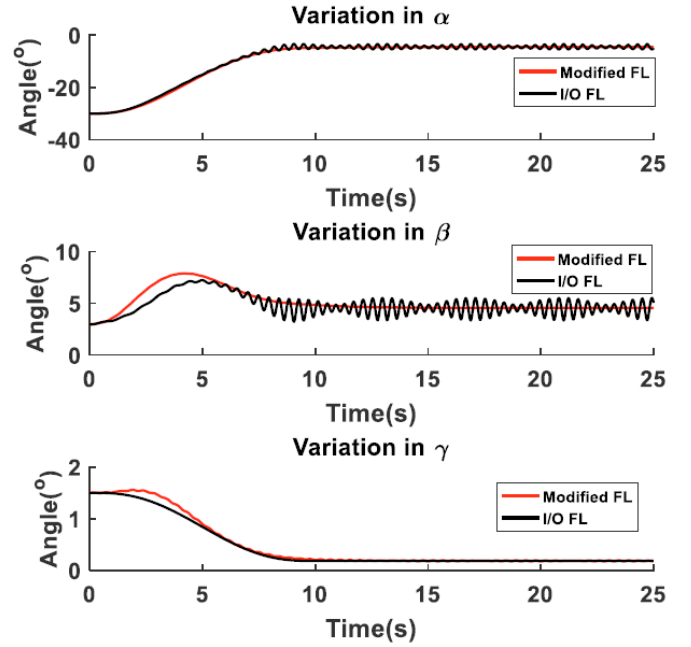 Variation in α
0
-20
-40
Angle(°)
Modified FL
I/O FL
0 5 10 15 20 25
Time(s)
Variation in β
10
5
0
Angle(°)
Modified FL
I/O FL
0 5 10 15 20 25
Time(s)
Variation in γ
2
1
0
Angle(°)
Modified FL
I/O FL
0 5 10 15 20 25
Time(s)